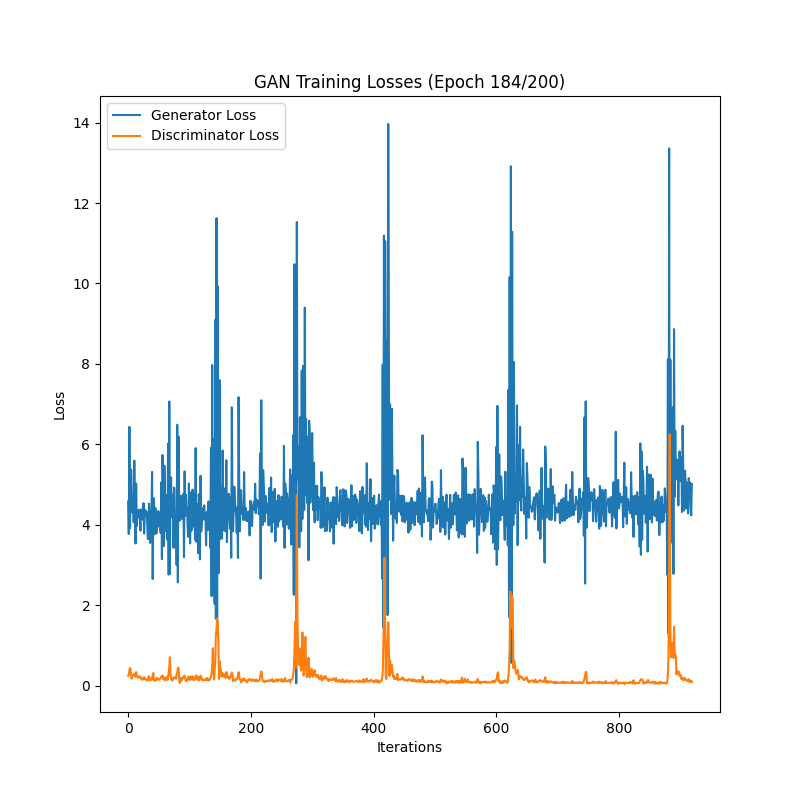 GAN Training Losses (Epoch 184/200)
Generator Loss
Discriminator Loss
14
12
10
8
6
4
2
0
Loss
0 200 400 600 800
Iterations